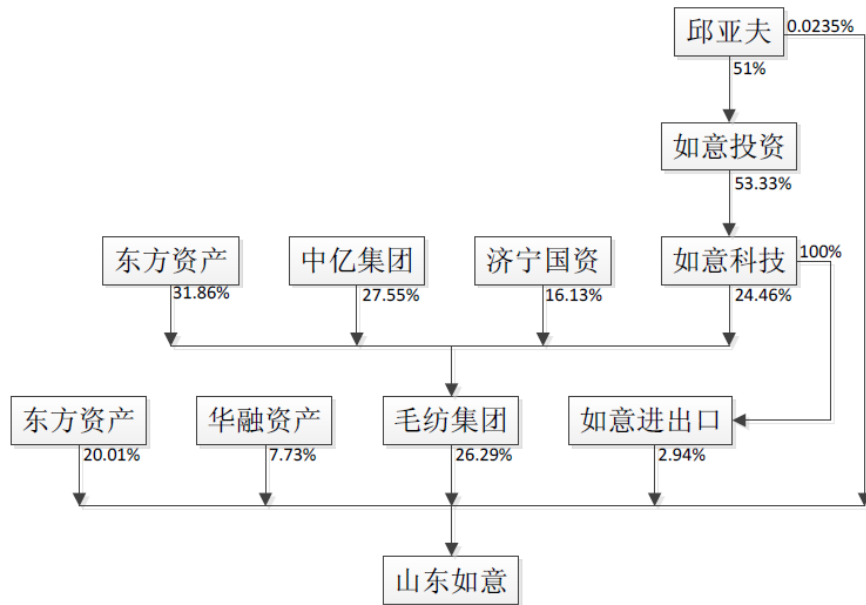 邱亚夫
0.0235%
51%
如意投资
53.33%
东方资产
中亿集团
济宁国资
如意科技
100%
31.86%
27.55%
16.13%
24.46%
东方资产
华融资产
毛纺集团
如意进出口
20.01%
7.73%
26.29%
2.94%
山东如意